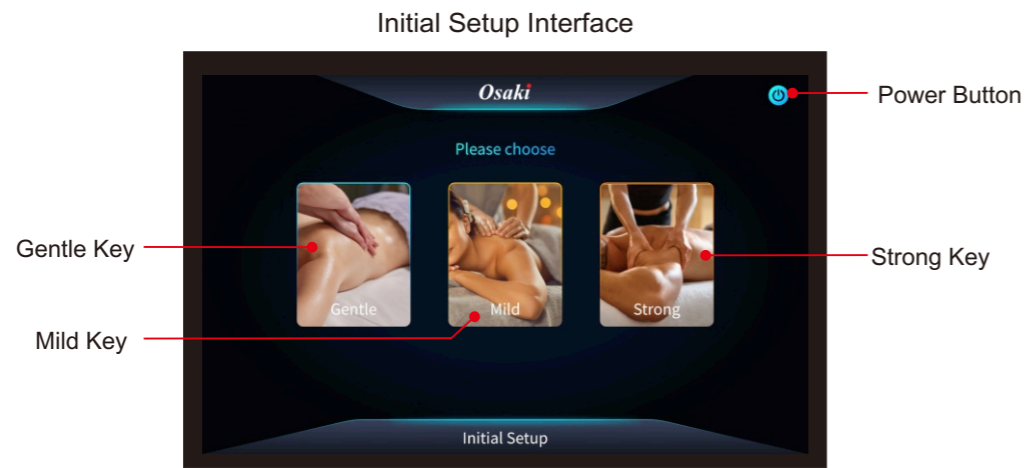 Initial Setup Interface
Osaki
Power Button
Please choose
Gentle Key
Strong Key
Gentle
Mild
Strong
Mild Key
Initial Setup